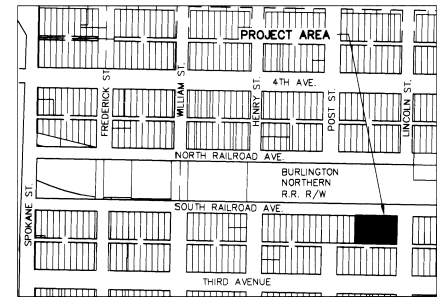 PROJECT AREA
4TH AVE.
FREDERICK ST.
WILLIAM ST.
HENRY ST.
POST ST.
LINCOLN ST.
NORTH RAILROAD AVE.
BURLINGTON
NORTHERN
R.R. R/W
SOUTH RAILROAD AVE.
SPOKANE ST.
THIRD AVENUE